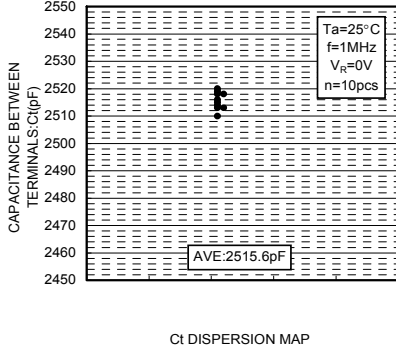 CAPACITANCE BETWEEN
TERMINALS:Ct(pF)
2550
2540
2530
2520
2510
2500
2490
2480
2470
2460
2450
Ta=25°C
f=1MHz
VR=0V
n=10pcs
AVE:2515.6pF
Ct DISPERSION MAP